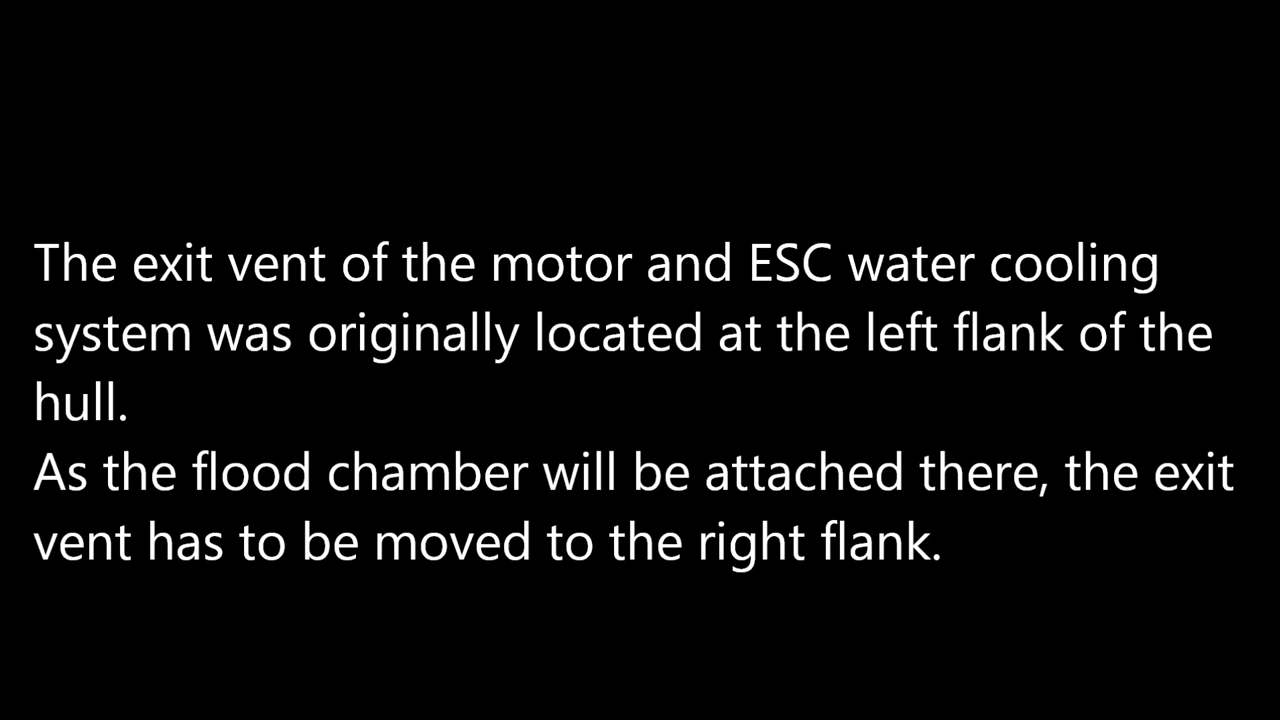 The exit vent of the motor and ESC water cooling
system was originally located at the left flank of the
hull.
As the flood chamber will be attached there, the exit
vent has to be moved to the right flank.